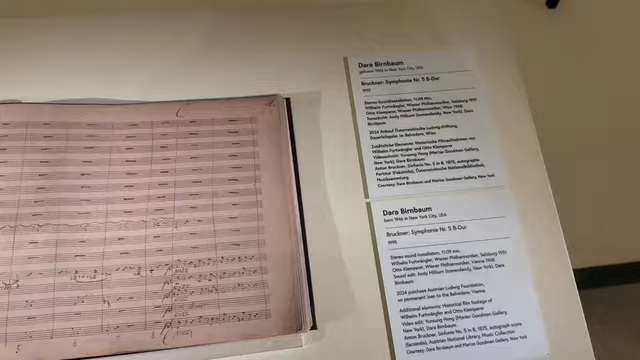 Dara Birnbaum
geboren 1946 in New York City, USA
Bruckner: Symphonie Nr. 5 B-Dur
1995
Stereo-Soundinstallation, 11:09 Min.
Wilhelm Furtwängler, Wiener Philharmoniker, Salzburg 1951
Otto Klemperer, Wiener Philharmoniker, Wien 1968
Tonschnitt: Andy Milburn (tomandandy, New York), Dara
Birnbaum
2024 Ankauf Österreichische Ludwig-Stiftung,
Dauerleihgabe im Belvedere, Wien
Zusätzliche Elemente: Historische Filmaufnahmen von
Wilhelm Furtwängler und Otto Klemperer
Videoschnitt: Yunsung Hong (Marian Goodman Gallery,
New York), Dara Birnbaum
Anton Bruckner, Sinfonie No. 5 in B, 1875, autographe
Partitur (Faksimile), Österreichische Nationalbibliothek,
Musiksammlung
Courtesy: Dara Birnbaum and Marian Goodman Gallery, New York
Dara Birnbaum
born 1946 in New York City, USA
Bruckner: Symphonie Nr. 5 B-Dur
1995
Stereo sound installation, 11:09 min.
Wilhelm Furtwängler, Wiener Philharmoniker, Salzburg 1951
Otto Klemperer, Wiener Philharmoniker, Vienna 1968
Sound edit: Andy Milburn (tomandandy, New York), Dara
Birnbaum
2024 purchase Austrian Ludwig Foundation,
on permanent loan to the Belvedere, Vienna
Additional elements: Historical film footage of
Wilhelm Furtwängler and Otto Klemperer
Video edit: Yunsung Hong (Marian Goodman Gallery,
New York), Dara Birnbaum
Anton Bruckner, Sinfonie No. 5 in B, 1875, autograph score
(facsimile), Austrian National Library, Music Collection
Courtesy: Dara Birnbaum and Marian Goodman Gallery, New York